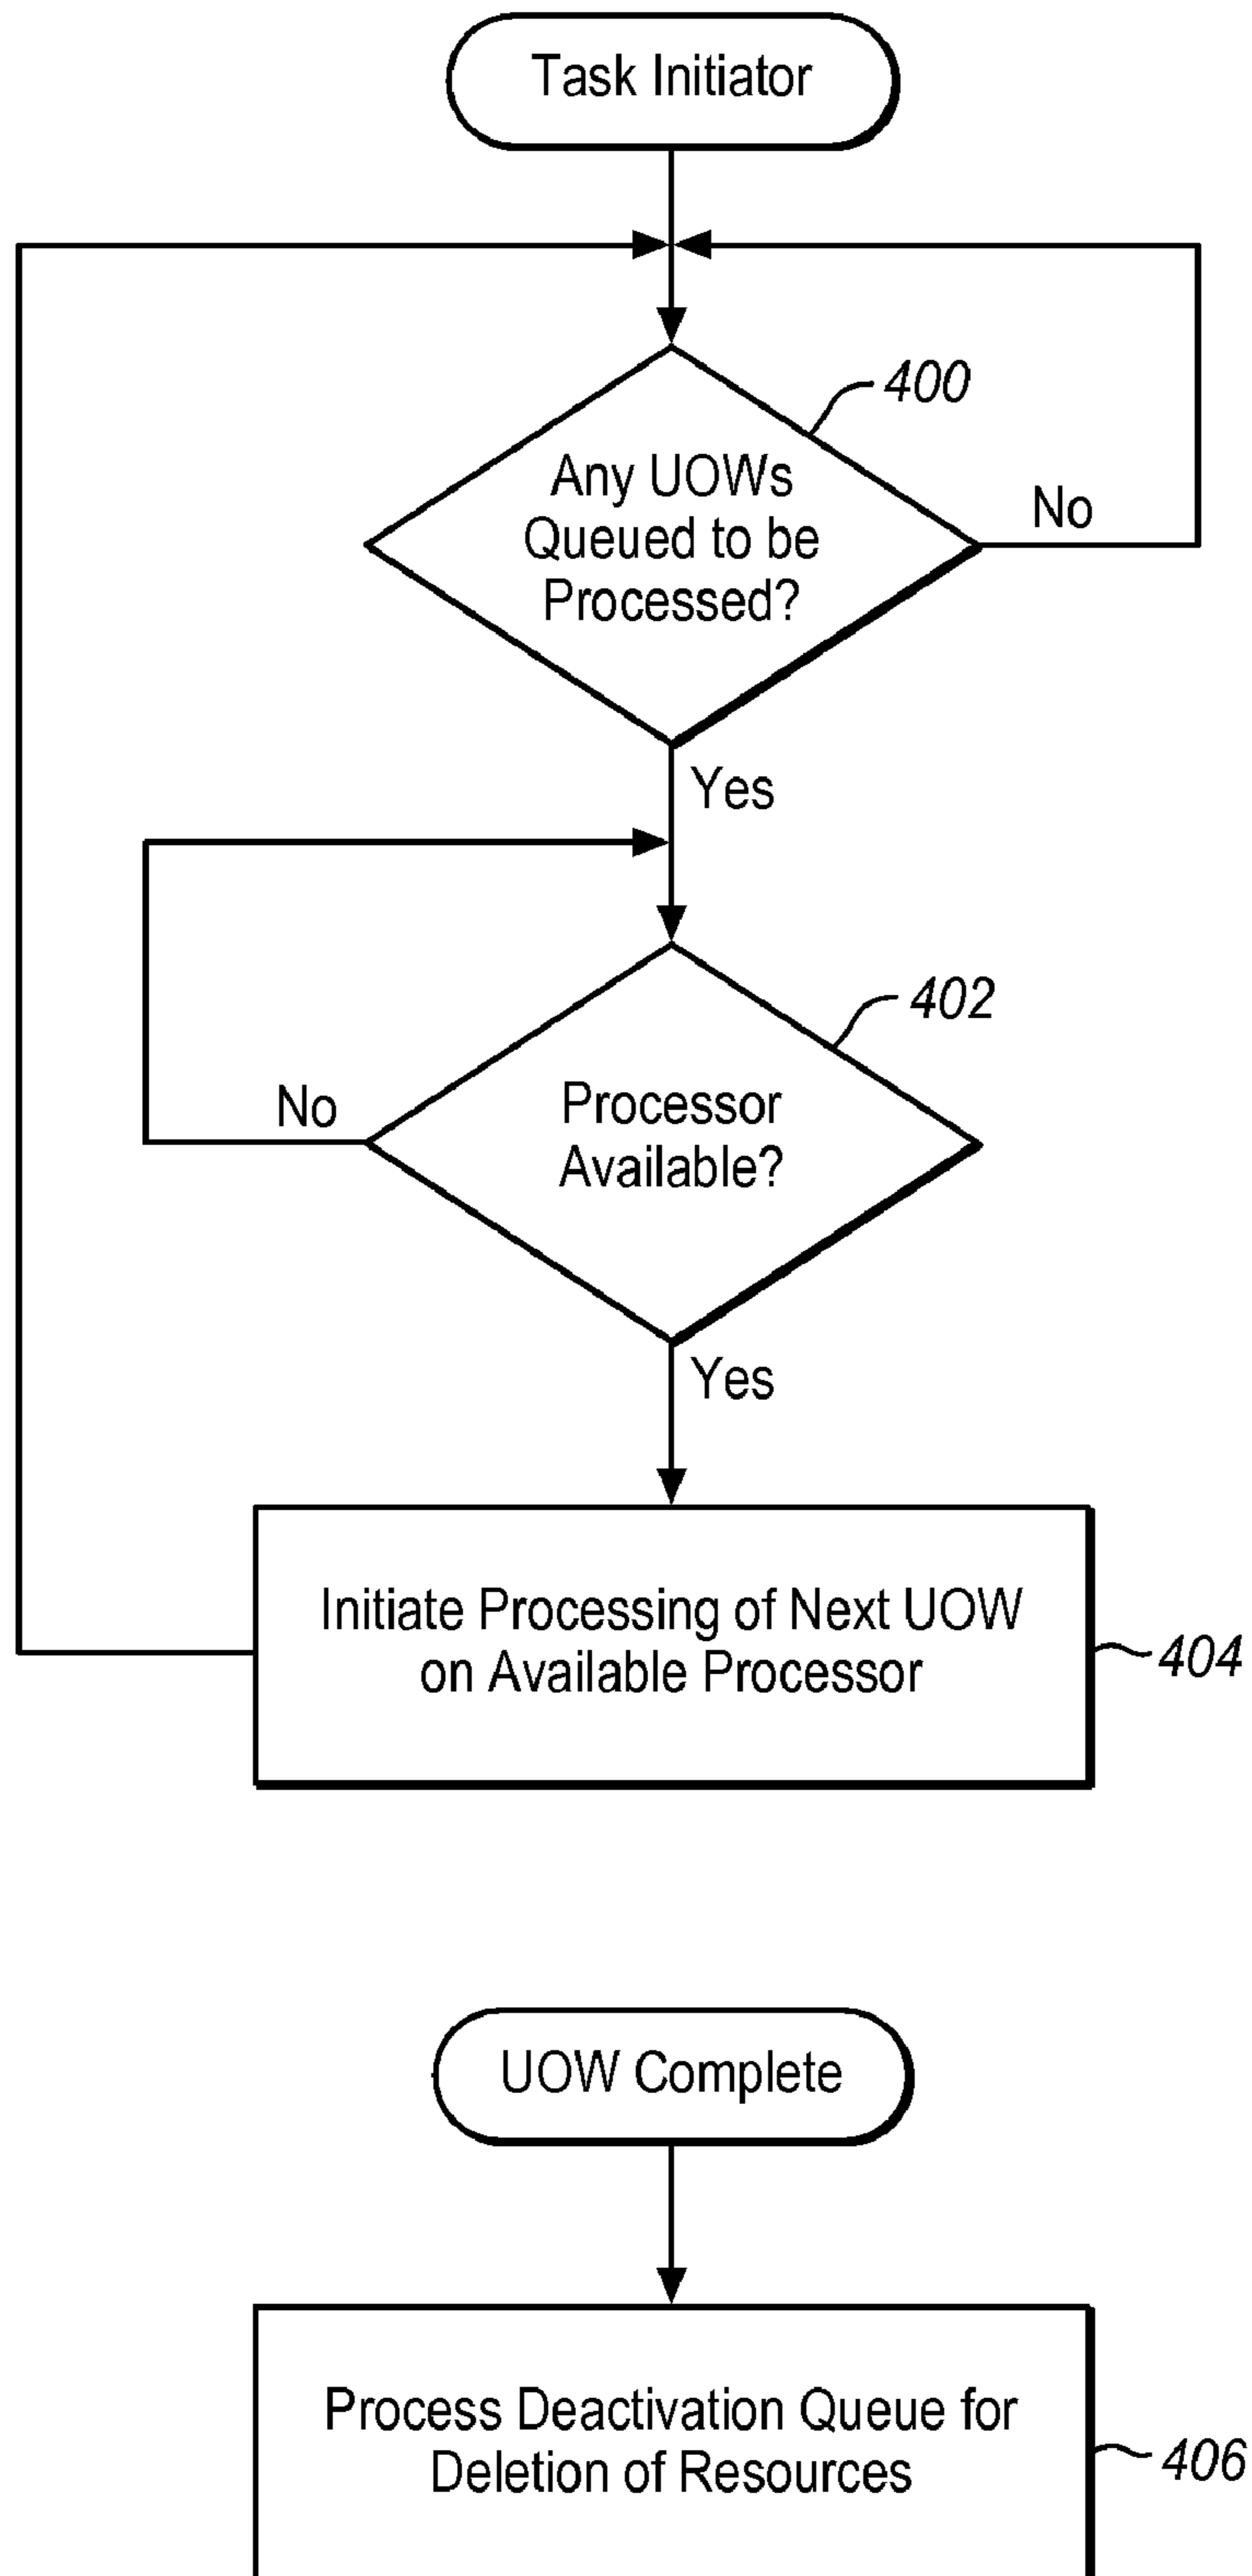 Task Initiator
400
Any UOWs
Queued to be
Processed?
No
Yes
402
Processor
Available?
No
Yes
Initiate Processing of Next UOW
on Available Processor
404
UOW Complete
Process Deactivation Queue for
Deletion of Resources
406